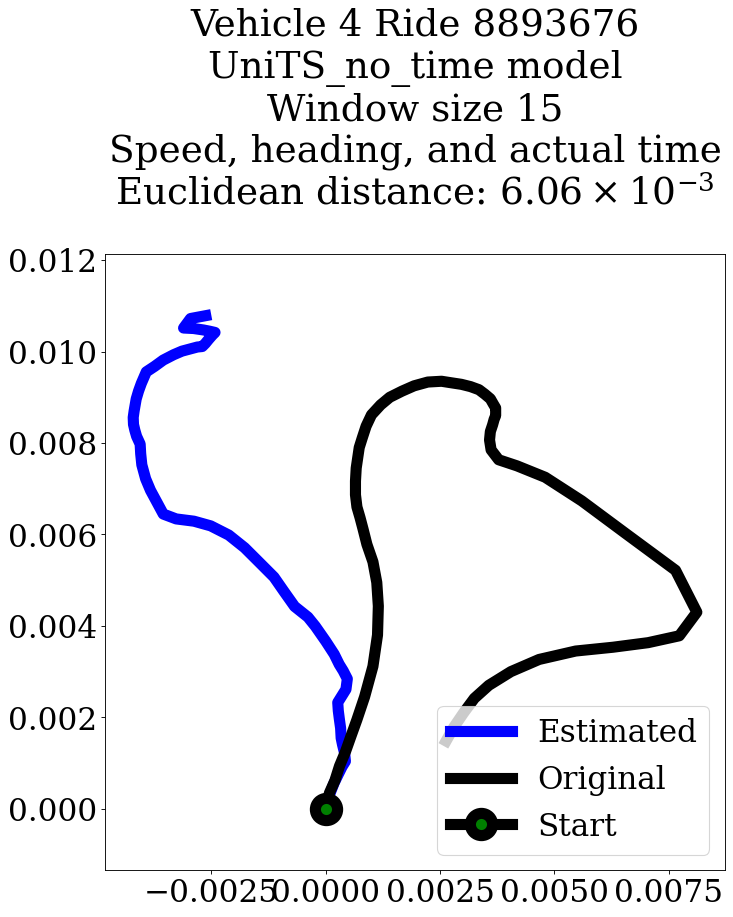 Vehicle 4 Ride 8893676
UniTS_no_time model
Window size 15
Speed, heading, and actual time
Euclidean distance: 6.06 × 10⁻³
0.012
0.010
0.008
0.006
0.004
0.002
0.000
Estimated
Original
Start
−0.0025 0.0000 0.0025 0.0050 0.0075